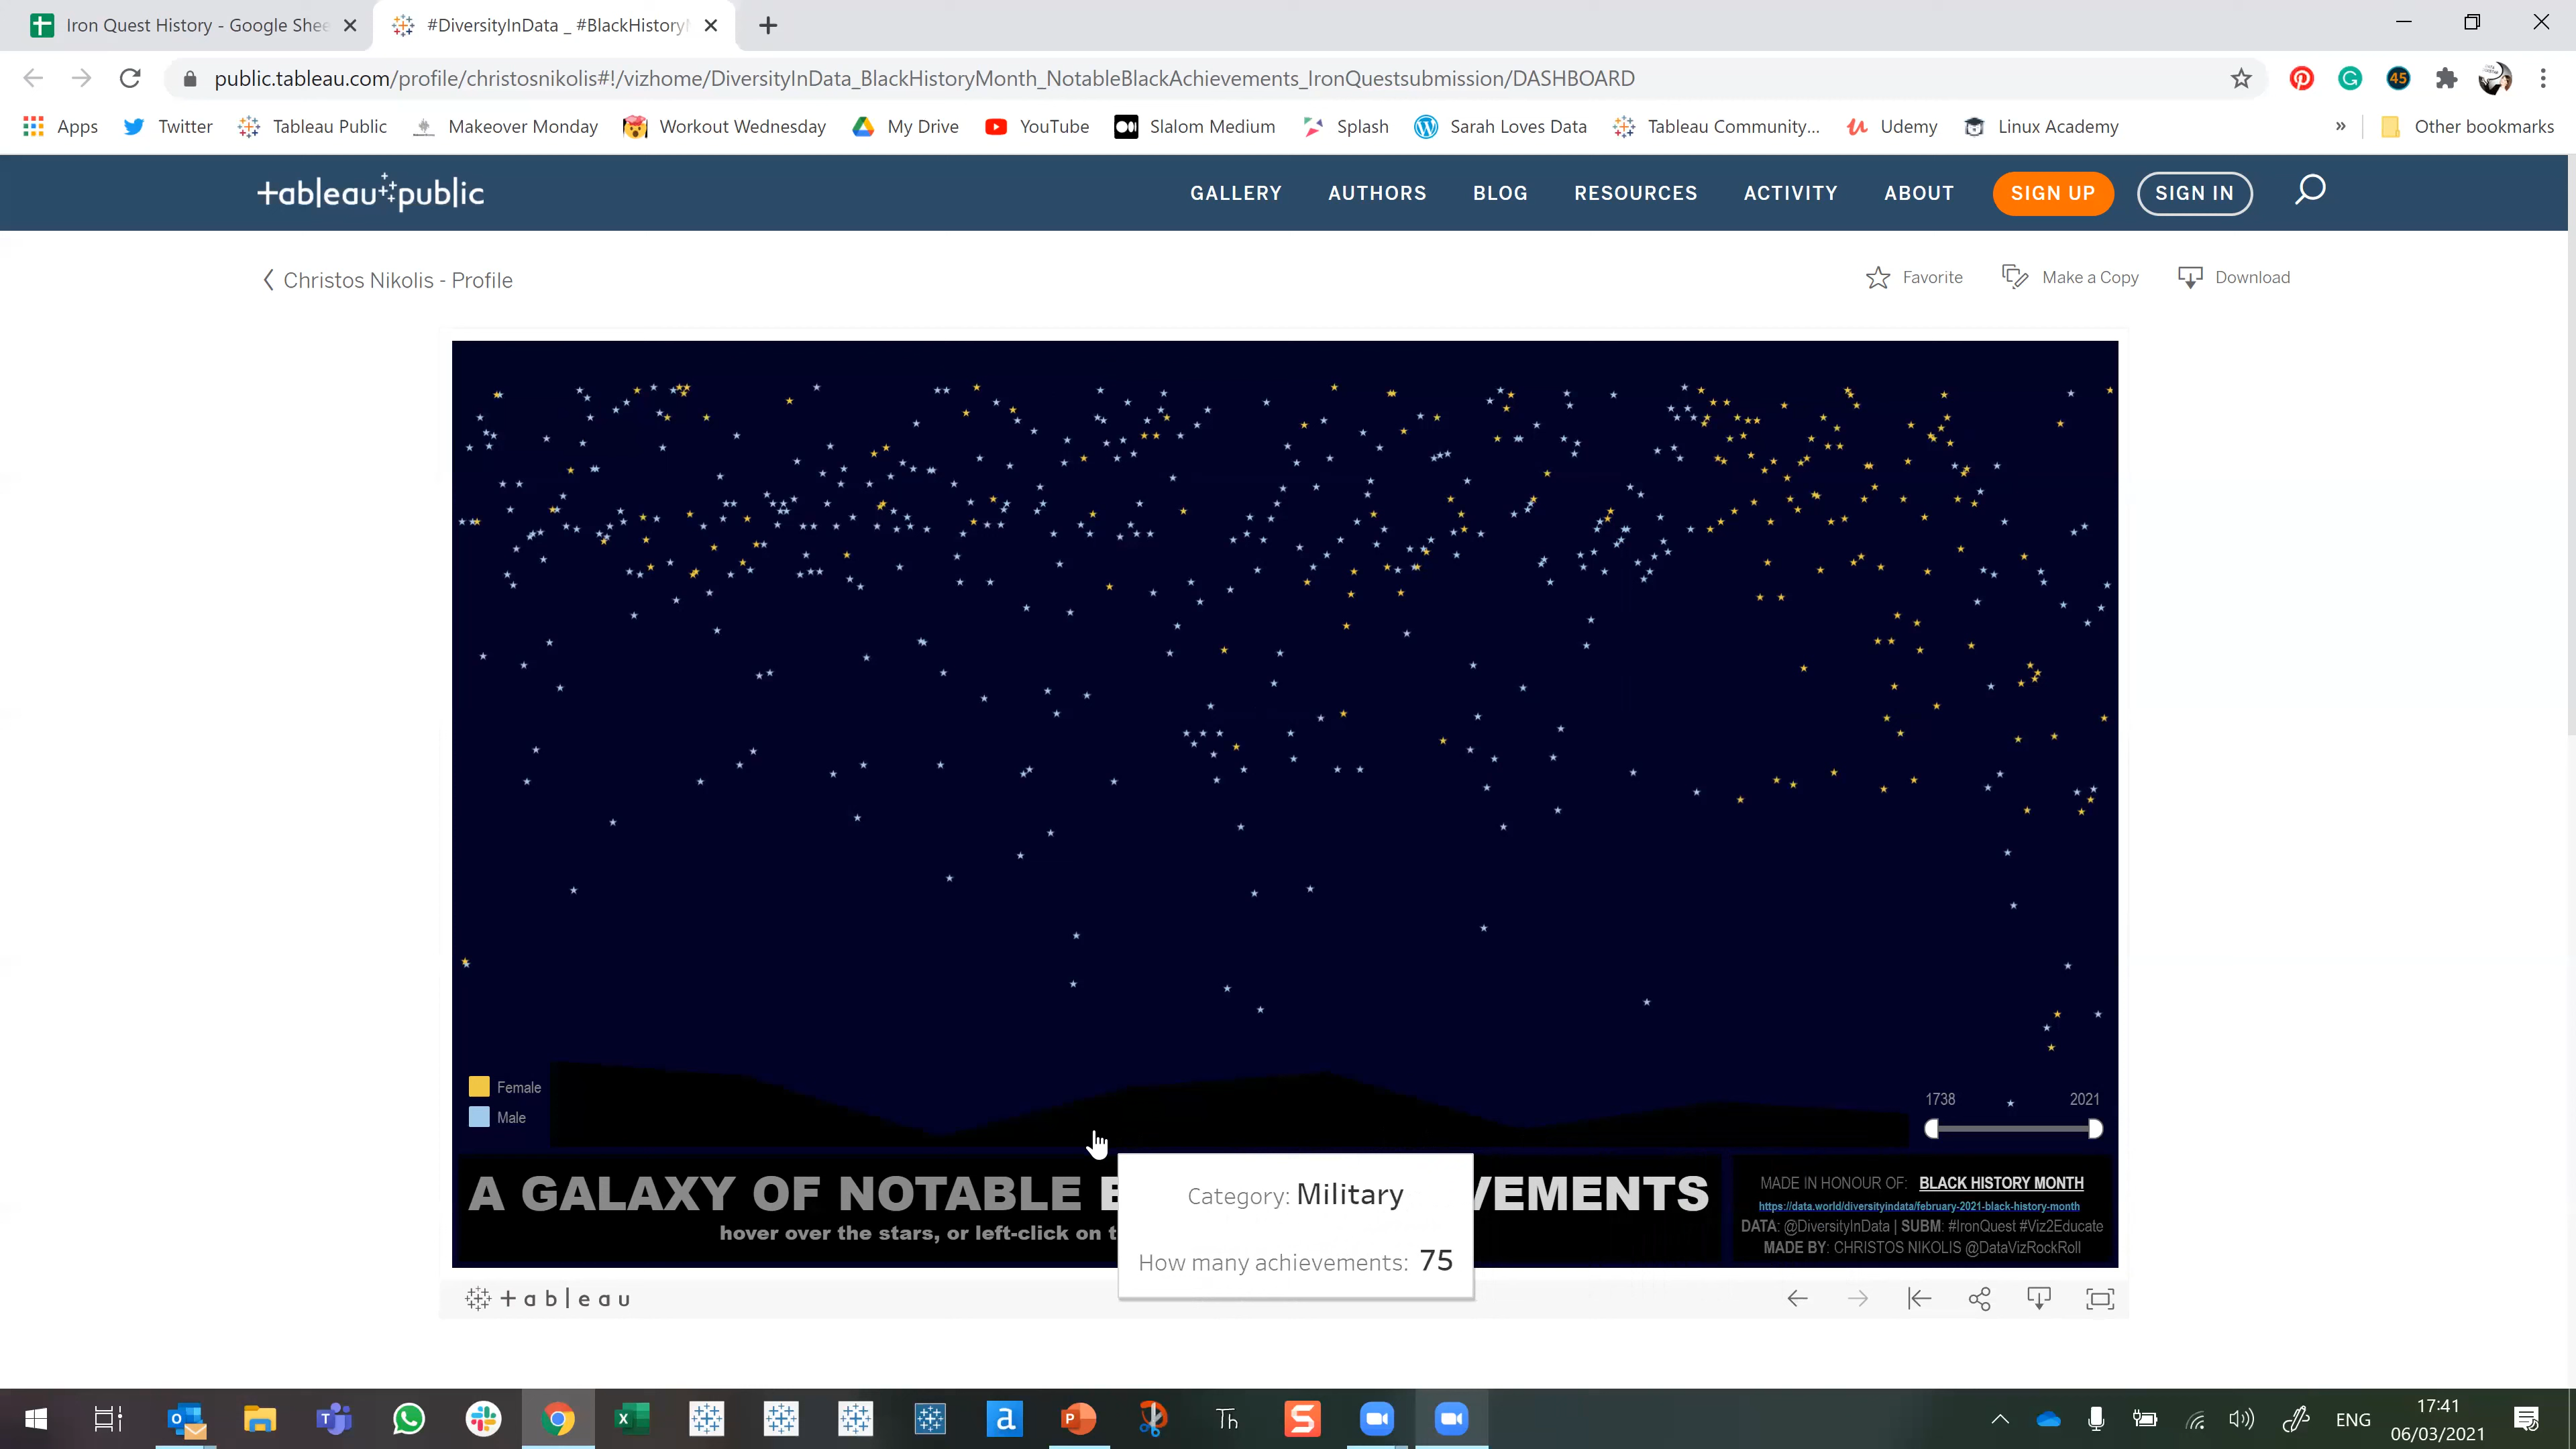 Iron Quest History - Google Shee
#DiversityInData _ #BlackHistory
public.tableau.com/profile/christosnikolis#!/vizhome/DiversityInData_BlackHistoryMonth_NotableBlackAchievements_IronQuestsubmission/DASHBOARD
45
Apps Twitter Tableau Public Makeover Monday Workout Wednesday My Drive YouTube Slalom Medium Splash Sarah Loves Data Tableau Community... Udemy Linux Academy » Other bookmarks
tableau public GALLERY AUTHORS BLOG RESOURCES ACTIVITY ABOUT SIGN UP SIGN IN
Christos Nikolis - Profile Favorite Make a Copy Download
Female
Male
1738 2021
A GALAXY OF NOTABLE B VEMENTS
hover over the stars, or left-click on t
Category: Military
How many achievements: 75
MADE IN HONOUR OF: BLACK HISTORY MONTH
https://data.world/diversityindata/february-2021-black-history-month
DATA: @DiversityInData | SUBM: #IronQuest #Viz2Educate
MADE BY: CHRISTOS NIKOLIS @DataVizRockRoll
tableau
Th
ENG
17:41
06/03/2021